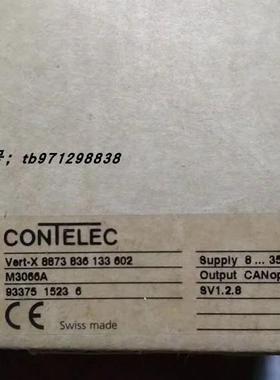 ; tb971298838
CONTELEC
Vert-X 8873 836 133 602
Supply 8 ... 35
M3066A
Output CANop
93375 1523 6
SV1.2.8
CE Swiss made